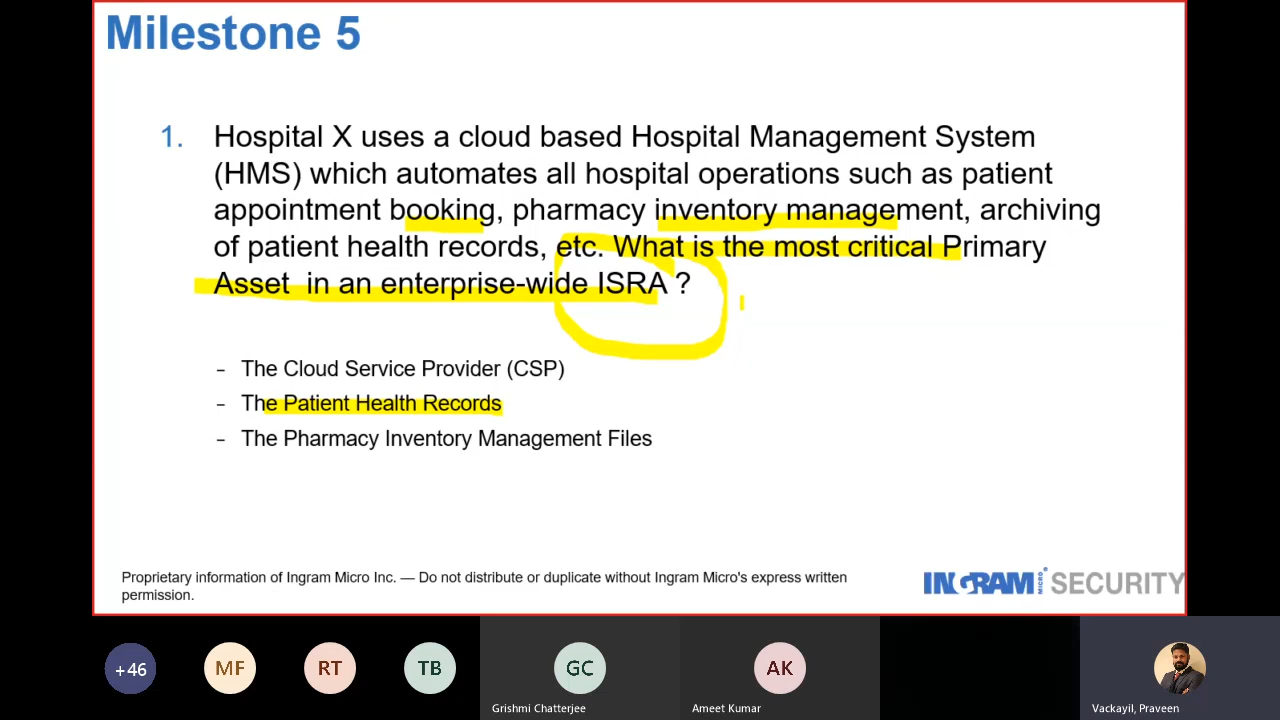 Milestone 5
1. Hospital X uses a cloud based Hospital Management System
(HMS) which automates all hospital operations such as patient
appointment booking, pharmacy inventory management, archiving
of patient health records, etc. What is the most critical Primary
Asset in an enterprise-wide ISRA ?
– The Cloud Service Provider (CSP)
– The Patient Health Records
– The Pharmacy Inventory Management Files
Proprietary information of Ingram Micro Inc. — Do not distribute or duplicate without Ingram Micro's express written
permission.
INGRAM MICRO SECURITY
+46
MF
RT
TB
GC
AK
Grishmi Chatterjee
Ameet Kumar
Vackayil, Praveen